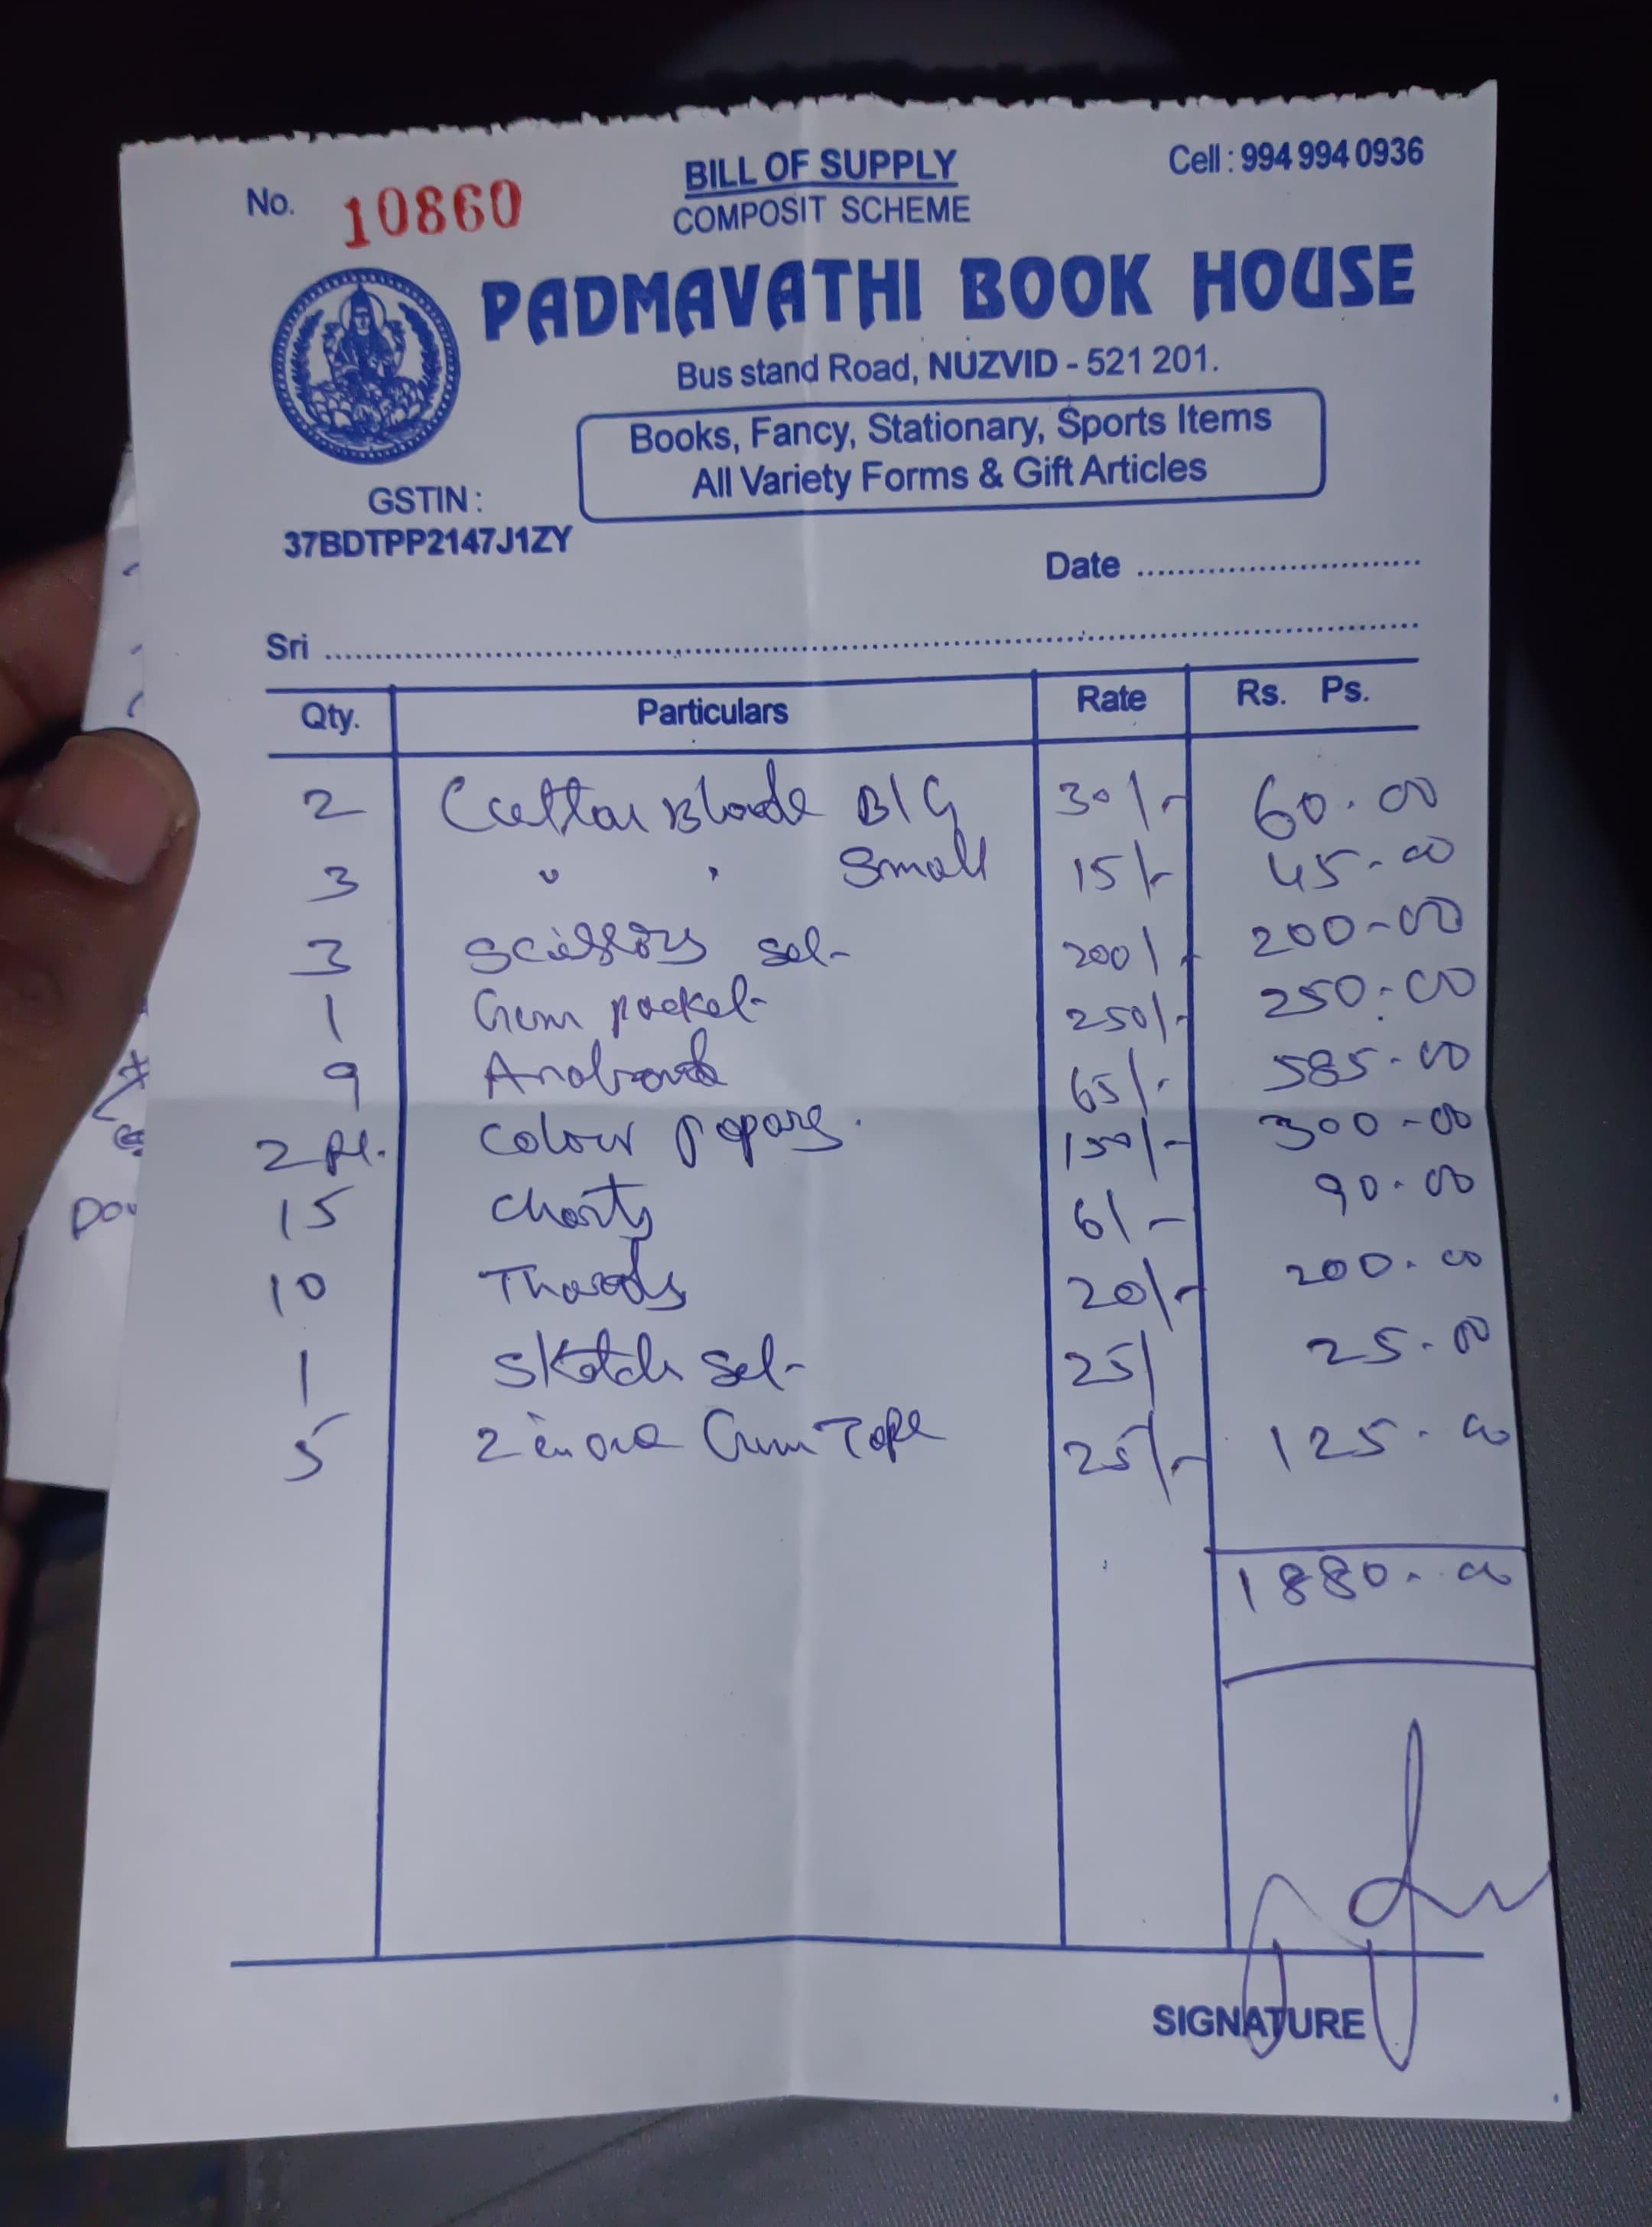 No. 10860
BILL OF SUPPLY
COMPOSIT SCHEME
Cell : 994 994 0936
PADMAVATHI BOOK HOUSE
Bus stand Road, NUZVID - 521 201.
Books, Fancy, Stationary, Sports Items
All Variety Forms & Gift Articles
GSTIN :
37BDTPP2147J1ZY
Date
Sri
Qty. Particulars Rate Rs. Ps.
2 Cuttar Blade BIG 30/- 60.00
3 " " Small 15/- 45.00
3 Scissors set 200/- 200-00
1 Gum packet 250/- 250.00
9 65/- 585.00
2 colour papars. 150/- 300-00
15 charts 6/- 90.00
10 Threads 20/- 200.00
1 Sketch set 25/ 25.00
5 2 in one Gum Tape 25/- 125.00
1880.00
SIGNATURE